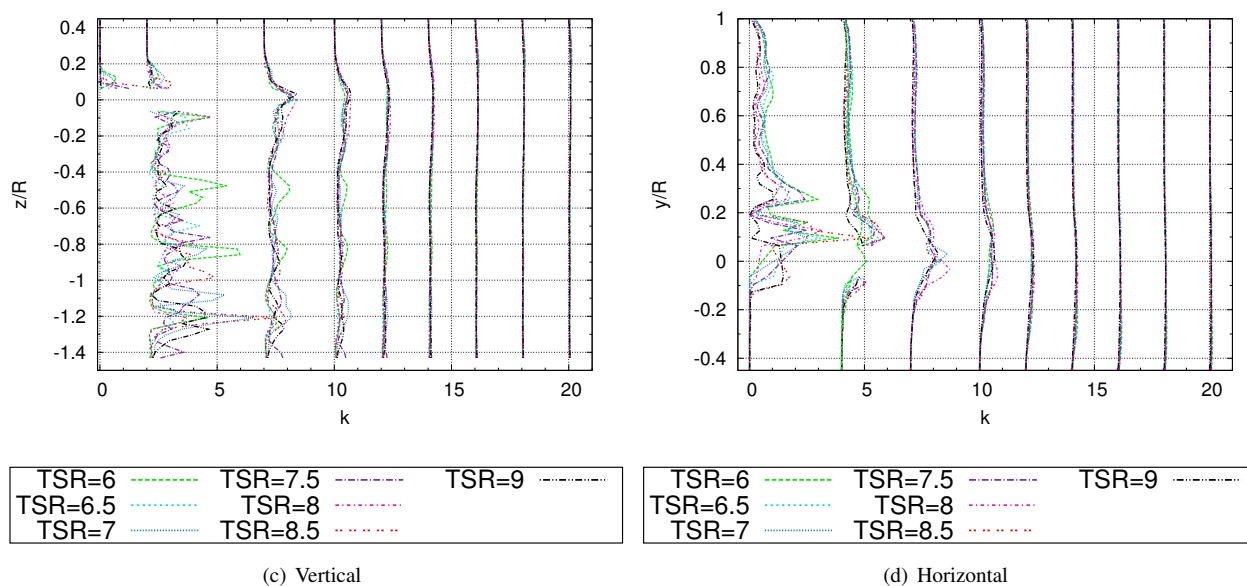 0.4
0.2
0
-0.2
-0.4
-0.6
-0.8
-1
-1.2
-1.4
z/R
0 5 10 15 20
k
TSR=6 TSR=7.5 TSR=9
TSR=6.5 TSR=8
TSR=7 TSR=8.5
(c) Vertical
1
0.8
0.6
0.4
0.2
0
-0.2
-0.4
y/R
0 5 10 15 20
k
TSR=6 TSR=7.5 TSR=9
TSR=6.5 TSR=8
TSR=7 TSR=8.5
(d) Horizontal